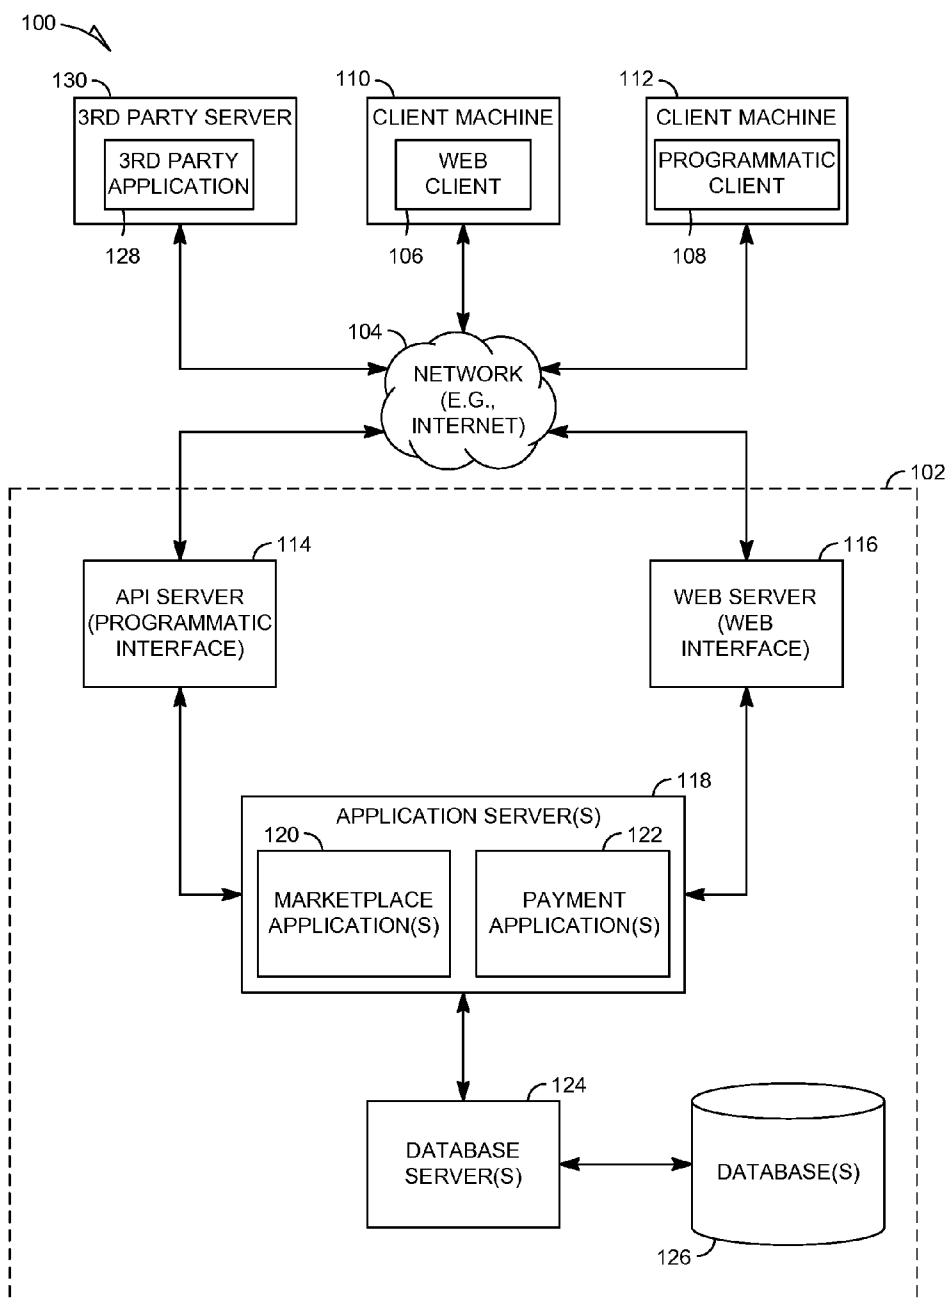 100
130
110
112
3RD PARTY SERVER
3RD PARTY
APPLICATION
128
CLIENT MACHINE
WEB
CLIENT
106
CLIENT MACHINE
PROGRAMMATIC
CLIENT
108
104
NETWORK
(E.G.,
INTERNET)
102
114
API SERVER
(PROGRAMMATIC
INTERFACE)
116
WEB SERVER
(WEB
INTERFACE)
118
APPLICATION SERVER(S)
120
MARKETPLACE
APPLICATION(S)
122
PAYMENT
APPLICATION(S)
124
DATABASE
SERVER(S)
DATABASE(S)
126